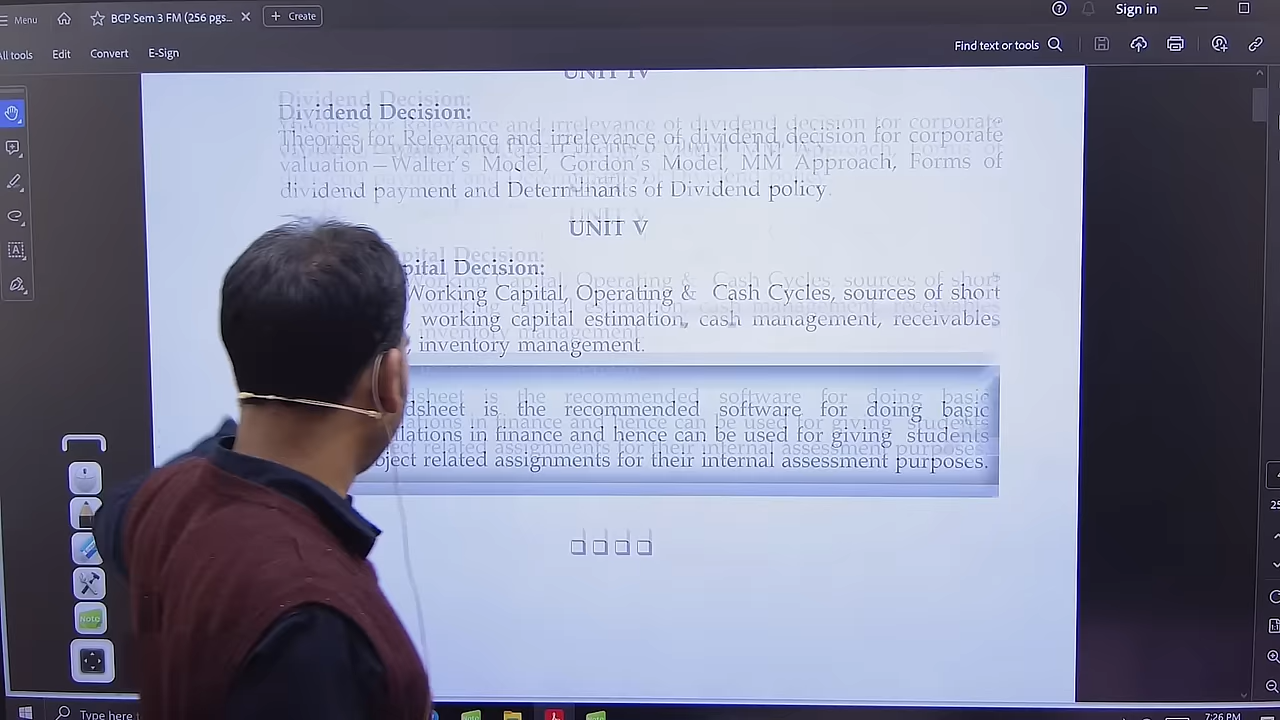 Menu
BCP Sem 3 FM (256 pgs...
+ Create
Sign in
All tools
Edit
Convert
E-Sign
Find text or tools
UNIT IV
Dividend Decision:
Theories for Relevance and irrelevance of dividend decision for corporate
valuation—Walter's Model, Gordon's Model, MM Approach, Forms of
dividend payment and Determinants of Dividend policy.
UNIT V
pital Decision:
Working Capital, Operating & Cash Cycles, sources of short
, working capital estimation, cash management, receivables
, inventory management.
dsheet is the recommended software for doing basic
lations in finance and hence can be used for giving students
bject related assignments for their internal assessment purposes.
Note
Type here
7:26 PM